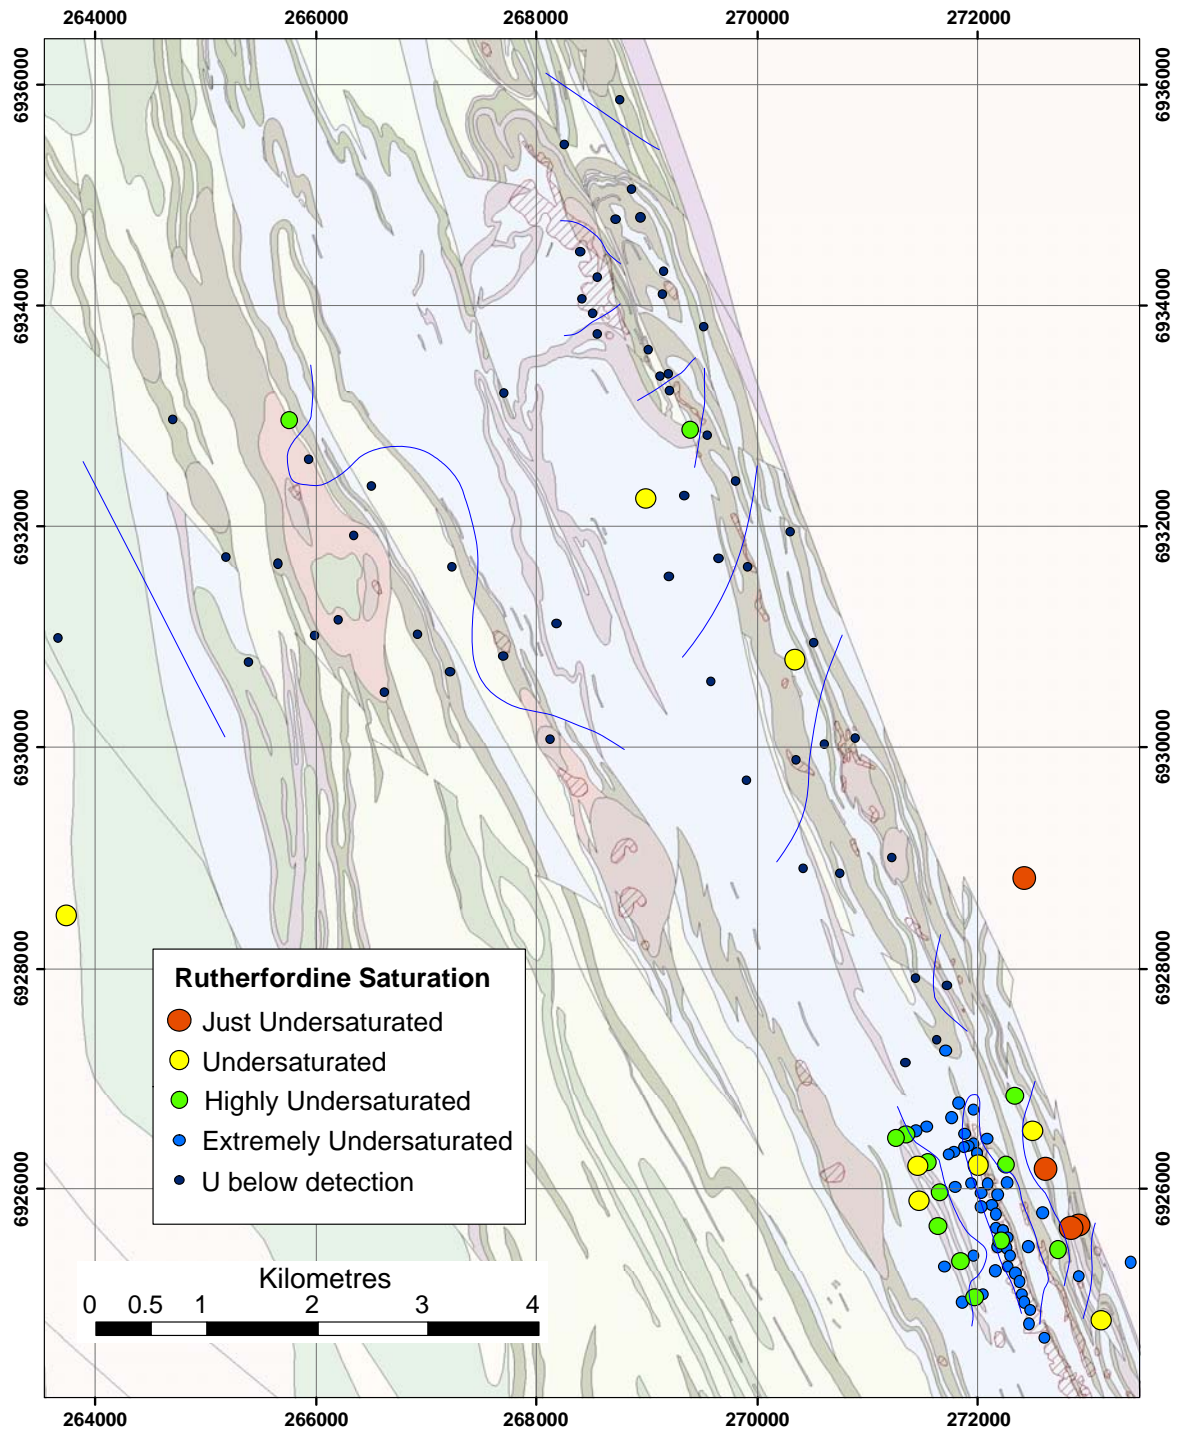 264000 266000 268000 270000 272000
6936000 6936000
6934000 6934000
6932000 6932000
6930000 6930000
6928000 6928000
6926000 6926000
Rutherfordine Saturation
Just Undersaturated
Undersaturated
Highly Undersaturated
Extremely Undersaturated
U below detection
Kilometres
0 0.5 1 2 3 4
264000 266000 268000 270000 272000